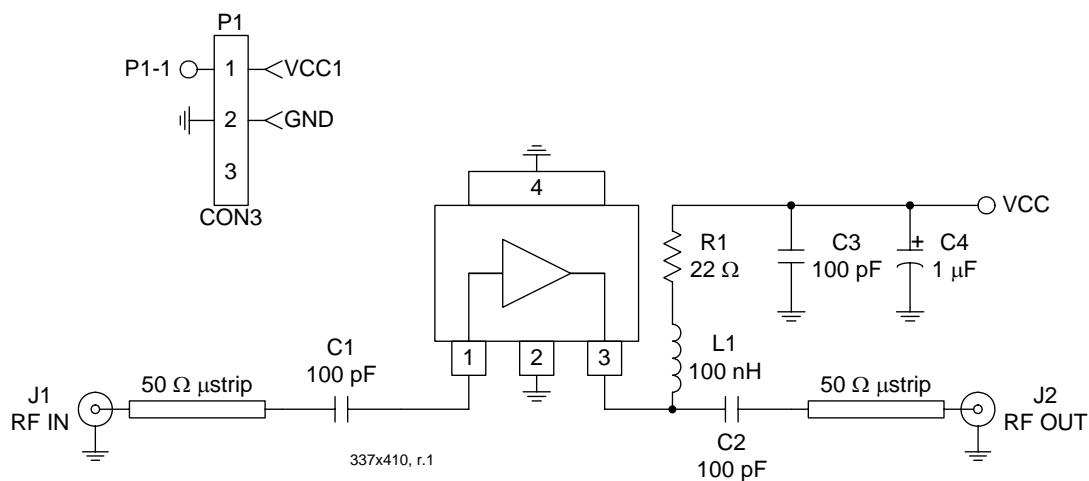 P1
P1-1
1
VCC1
2
GND
3
CON3
4
VCC
R1
22 Ω
C3
100 pF
+
C4
1 μF
1
2
3
L1
100 nH
C1
100 pF
J1
RF IN
50 Ω μstrip
C2
100 pF
50 Ω μstrip
J2
RF OUT
337x410, r.1